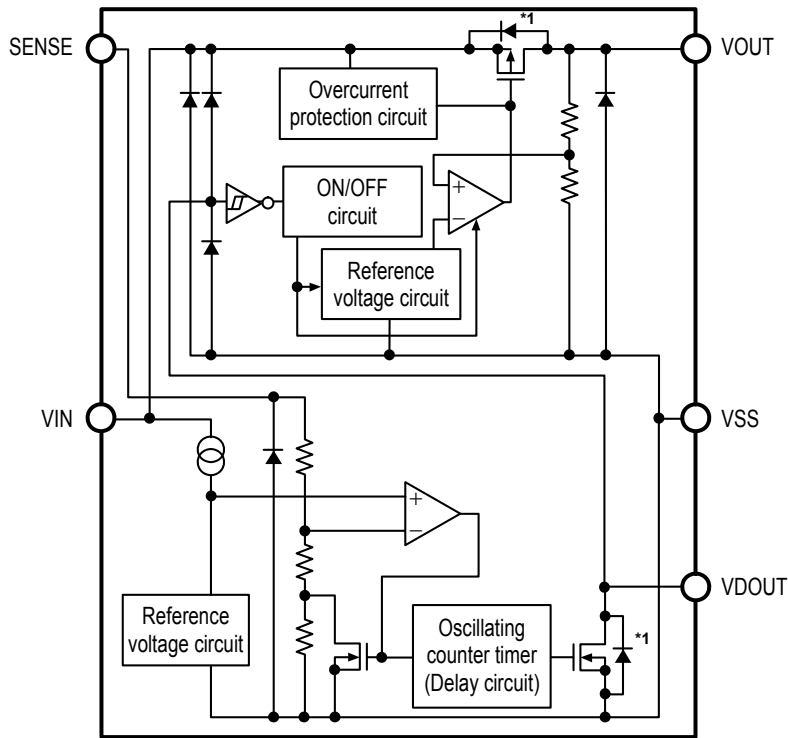 *1
SENSE
VOUT
Overcurrent
protection circuit
ON/OFF
circuit
+
−
Reference
voltage circuit
VIN
VSS
+
−
VDOUT
Reference
voltage circuit
Oscillating
counter timer
(Delay circuit)
*1